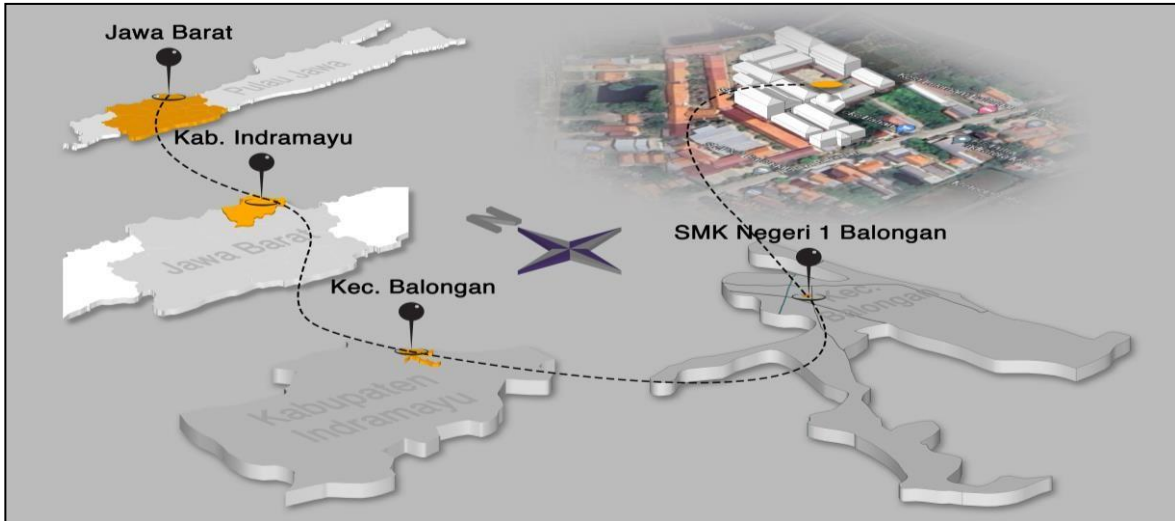 Jawa Barat
Pulau Jawa
Kab. Indramayu
Jawa Barat
N
SMK Negeri 1 Balongan
Kec. Balongan
Kec.
Balongan
Kabupaten
Indramayu